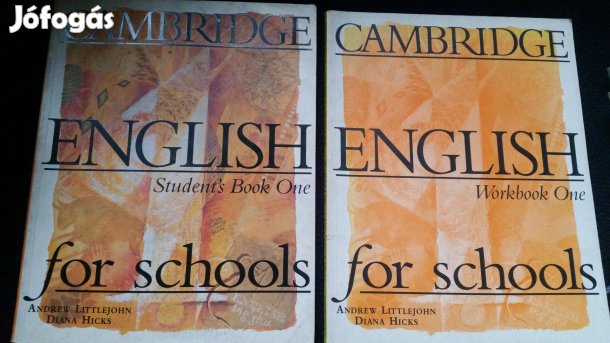 Jófogás
CAMBRIDGE
ENGLISH
Student's Book One
for schools
ANDREW LITTLEJOHN
DIANA HICKS
CAMBRIDGE
ENGLISH
Workbook One
for schools
ANDREW LITTLEJOHN
DIANA HICKS